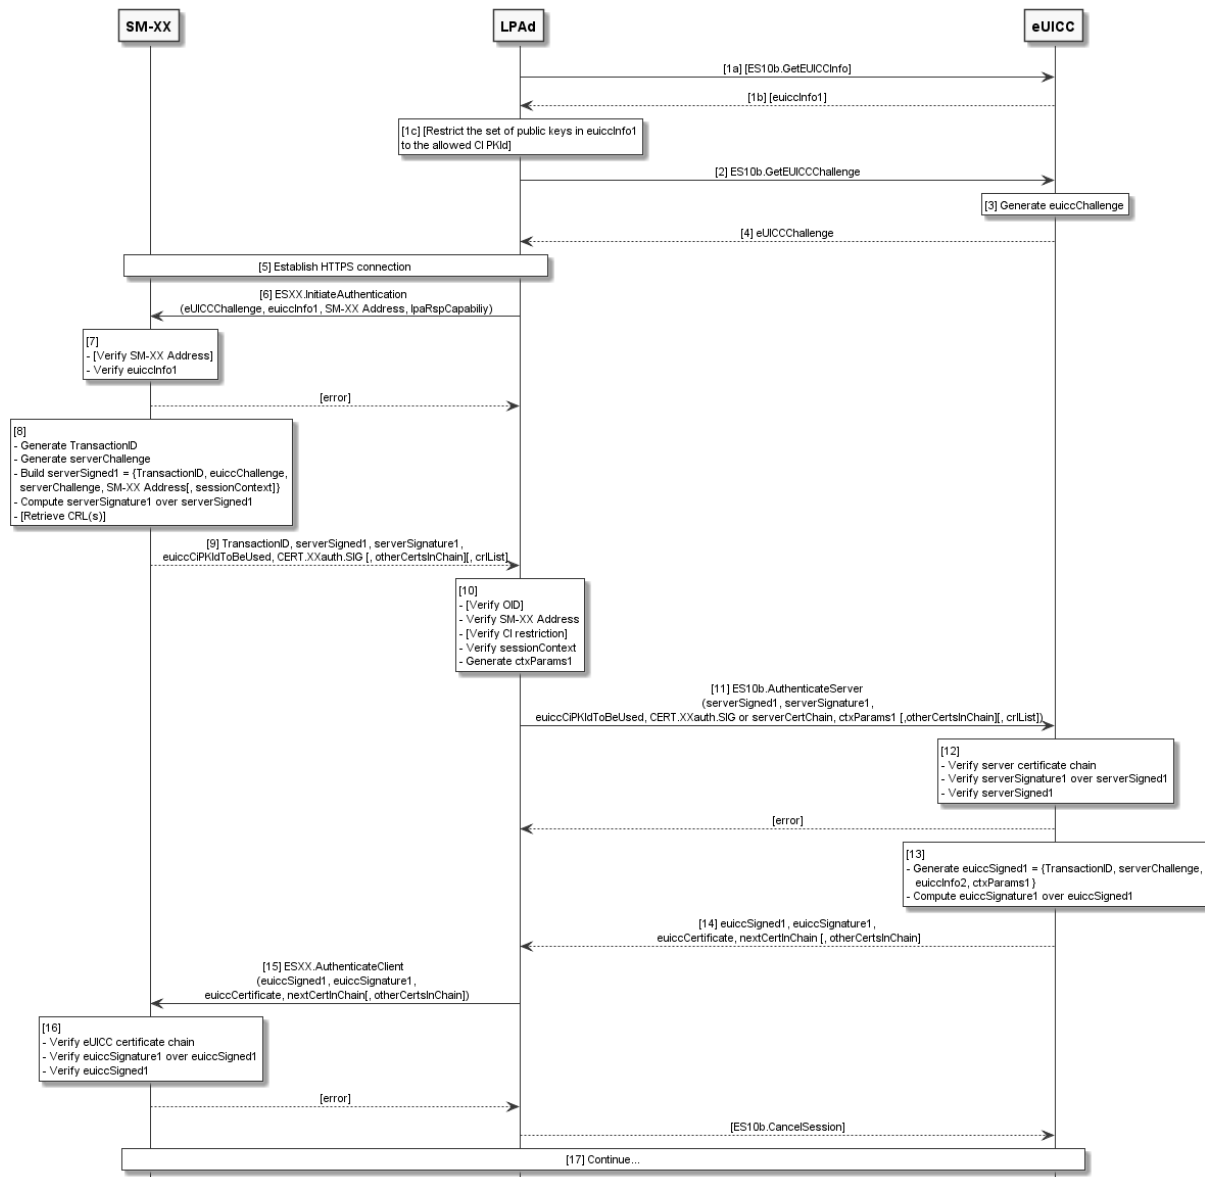 SM-XX
LPAd
eUICC
[1a] [ES10b.GetEUICCInfo]
[1b] [euiccInfo1]
[1c] [Restrict the set of public keys in euiccInfo1
to the allowed CI PKId]
[2] ES10b.GetEUICCChallenge
[3] Generate euiccChallenge
[4] eUICCChallenge
[5] Establish HTTPS connection
[6] ESXX.InitiateAuthentication
(eUICCChallenge, euiccInfo1, SM-XX Address, lpaRspCapabiliy)
[7]
- [Verify SM-XX Address]
- Verify euiccInfo1
[error]
[8]
- Generate TransactionID
- Generate serverChallenge
- Build serverSigned1 = {TransactionID, euiccChallenge,
serverChallenge, SM-XX Address[, sessionContext]}
- Compute serverSignature1 over serverSigned1
- [Retrieve CRL(s)]
[9] TransactionID, serverSigned1, serverSignature1,
euiccCiPKIdToBeUsed, CERT.XXauth.SIG [, otherCertsInChain][, crlList]
[10]
- [Verify OID]
- Verify SM-XX Address
- [Verify CI restriction]
- Verify sessionContext
- Generate ctxParams1
[11] ES10b.AuthenticateServer
(serverSigned1, serverSignature1,
euiccCiPKIdToBeUsed, CERT.XXauth.SIG or serverCertChain, ctxParams1 [,otherCertsInChain][, crlList])
[12]
- Verify server certificate chain
- Verify serverSignature1 over serverSigned1
- Verify serverSigned1
[error]
[13]
- Generate euiccSigned1 = {TransactionID, serverChallenge,
euiccInfo2, ctxParams1 }
- Compute euiccSignature1 over euiccSigned1
[14] euiccSigned1, euiccSignature1,
euiccCertificate, nextCertInChain [, otherCertsInChain]
[15] ESXX.AuthenticateClient
(euiccSigned1, euiccSignature1,
euiccCertificate, nextCertInChain[, otherCertsInChain])
[16]
- Verify eUICC certificate chain
- Verify euiccSignature1 over euiccSigned1
- Verify euiccSigned1
[error]
[ES10b.CancelSession]
[17] Continue...